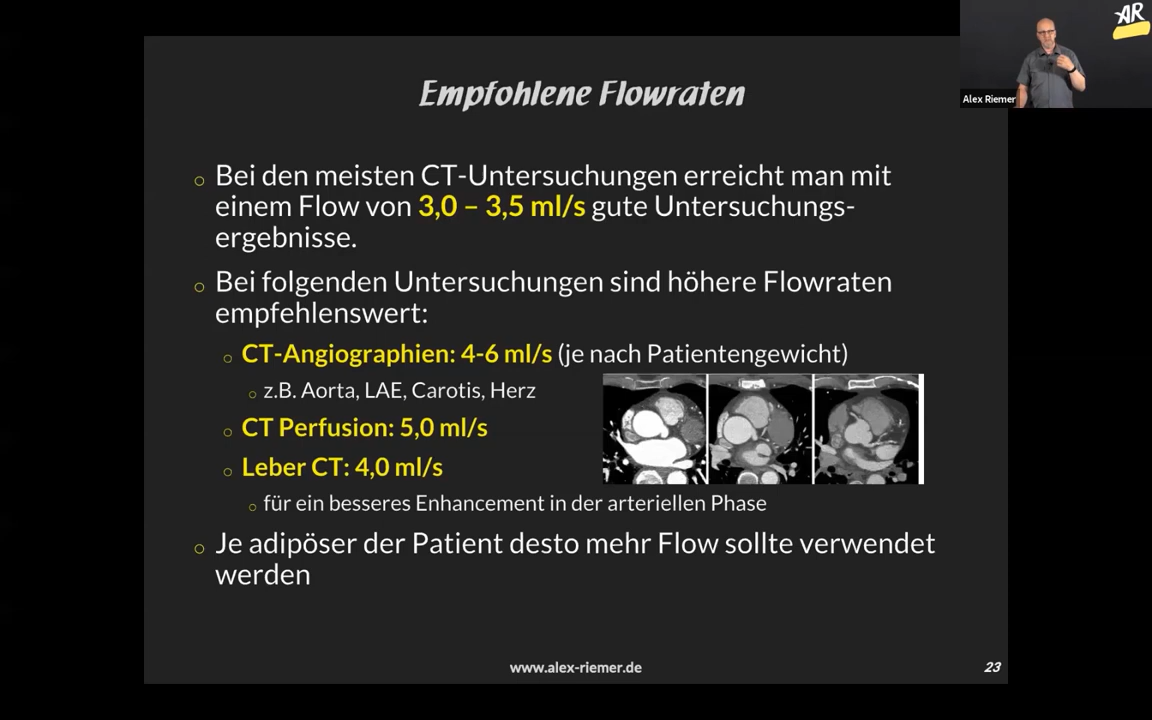 AR
Alex Riemer
Empfohlene Flowraten
Bei den meisten CT-Untersuchungen erreicht man mit
einem Flow von 3,0 – 3,5 ml/s gute Untersuchungs-
ergebnisse.
Bei folgenden Untersuchungen sind höhere Flowraten
empfehlenswert:
CT-Angiographien: 4-6 ml/s (je nach Patientengewicht)
z.B. Aorta, LAE, Carotis, Herz
CT Perfusion: 5,0 ml/s
Leber CT: 4,0 ml/s
für ein besseres Enhancement in der arteriellen Phase
Je adipöser der Patient desto mehr Flow sollte verwendet
werden
www.alex-riemer.de
23